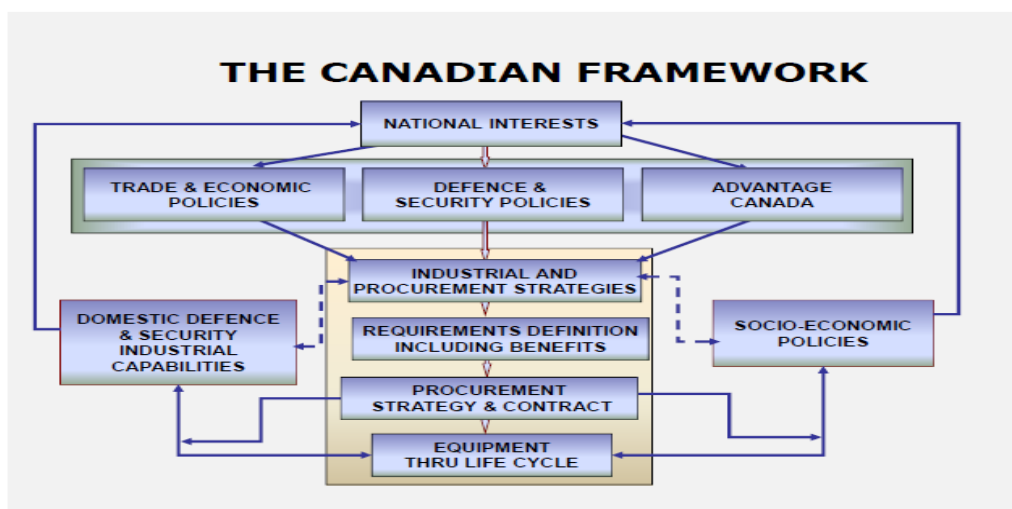 THE CANADIAN FRAMEWORK
NATIONAL INTERESTS
TRADE & ECONOMIC
POLICIES
DEFENCE &
SECURITY POLICIES
ADVANTAGE
CANADA
INDUSTRIAL AND
PROCUREMENT STRATEGIES
DOMESTIC DEFENCE
& SECURITY
INDUSTRIAL
CAPABILITIES
REQUIREMENTS DEFINITION
INCLUDING BENEFITS
SOCIO-ECONOMIC
POLICIES
PROCUREMENT
STRATEGY & CONTRACT
EQUIPMENT
THRU LIFE CYCLE